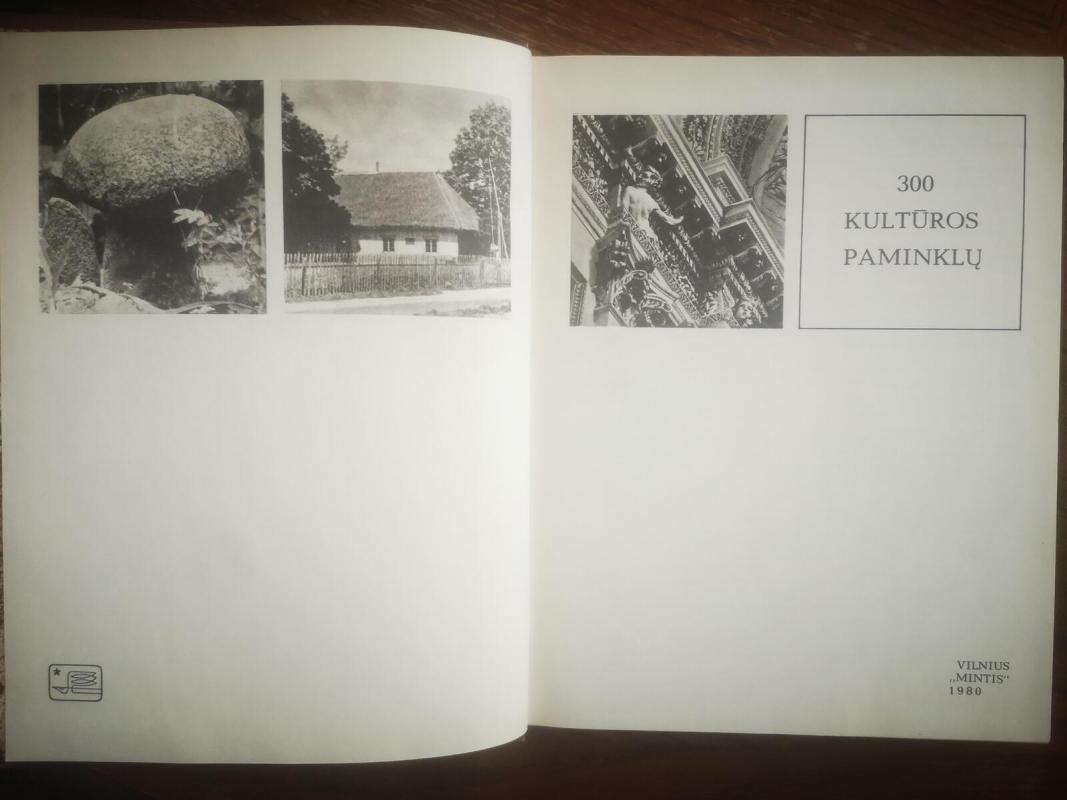 300
KULTŪROS
PAMINKLŲ
VILNIUS
„MINTIS“
1980